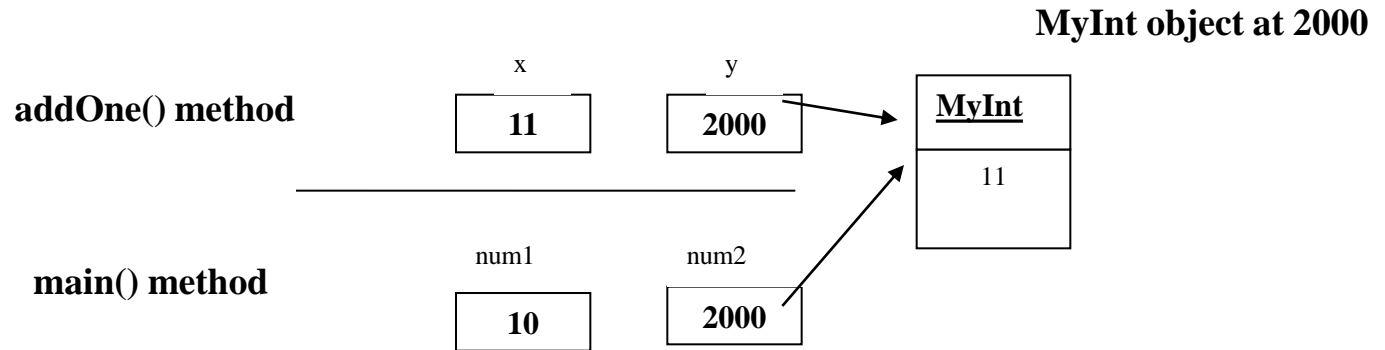 MyInt object at 2000
x y
addOne() method 11 2000 MyInt
11
num1 num2
main() method 10 2000